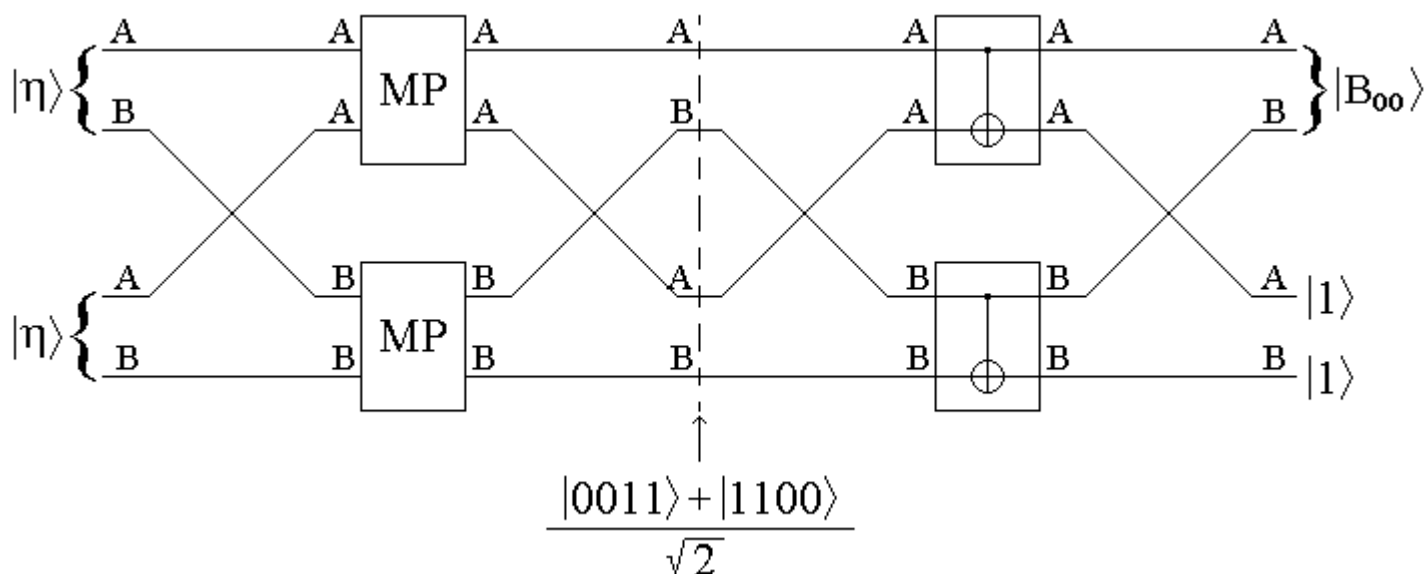 A A MP A A A A A
|η⟩ |B₀₀⟩
B A A B A A B
A B B A B B A |1⟩
|η⟩ MP
B B B B B B B |1⟩
|0011⟩+|1100⟩
√2